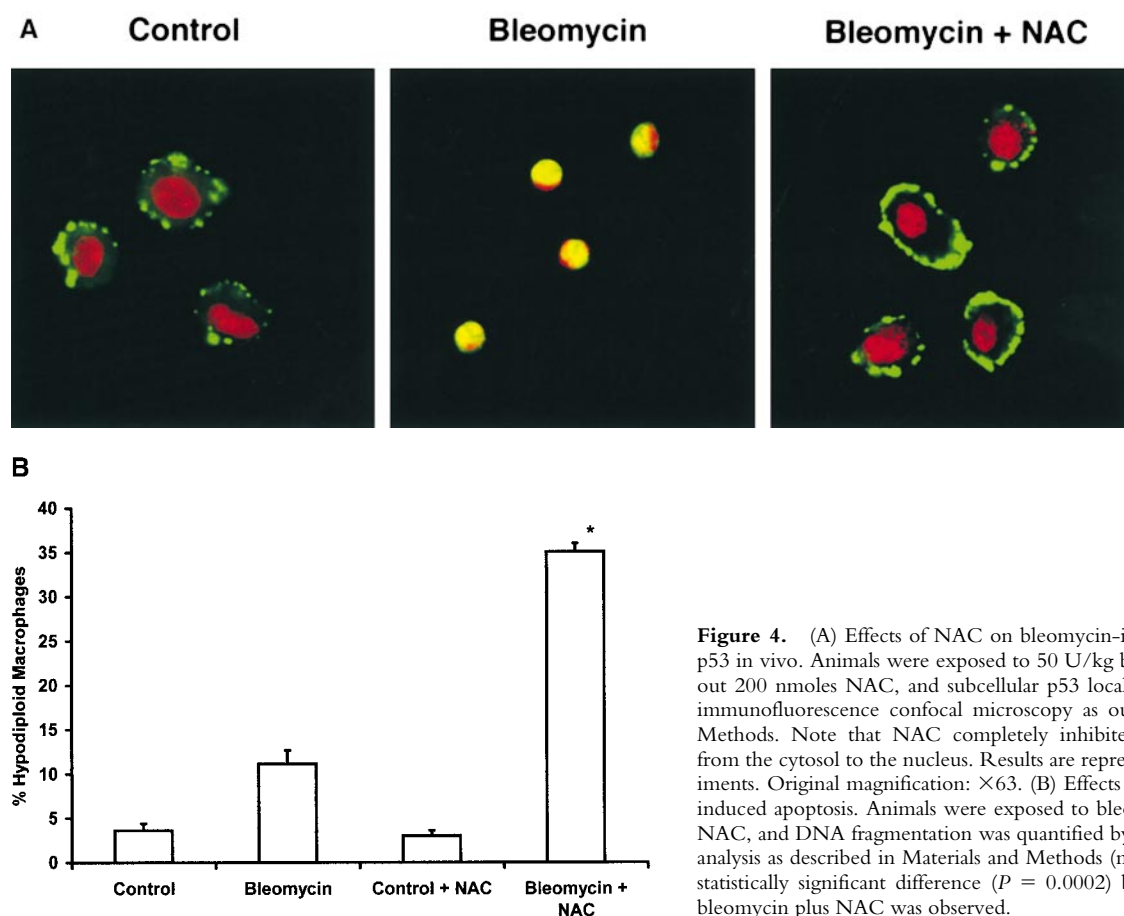 A
Control
Bleomycin
Bleomycin + NAC
B
% Hypodiploid Macrophages
40
35
30
25
20
15
10
5
0
*
Control
Bleomycin
Control + NAC
Bleomycin +
NAC
Figure 4. (A) Effects of NAC on bleomycin-i
p53 in vivo. Animals were exposed to 50 U/kg b
out 200 nmoles NAC, and subcellular p53 local
immunofluorescence confocal microscopy as ou
Methods. Note that NAC completely inhibite
from the cytosol to the nucleus. Results are repre
iments. Original magnification: ×63. (B) Effects
induced apoptosis. Animals were exposed to bleo
NAC, and DNA fragmentation was quantified by
analysis as described in Materials and Methods (n
statistically significant difference (P = 0.0002) b
bleomycin plus NAC was observed.